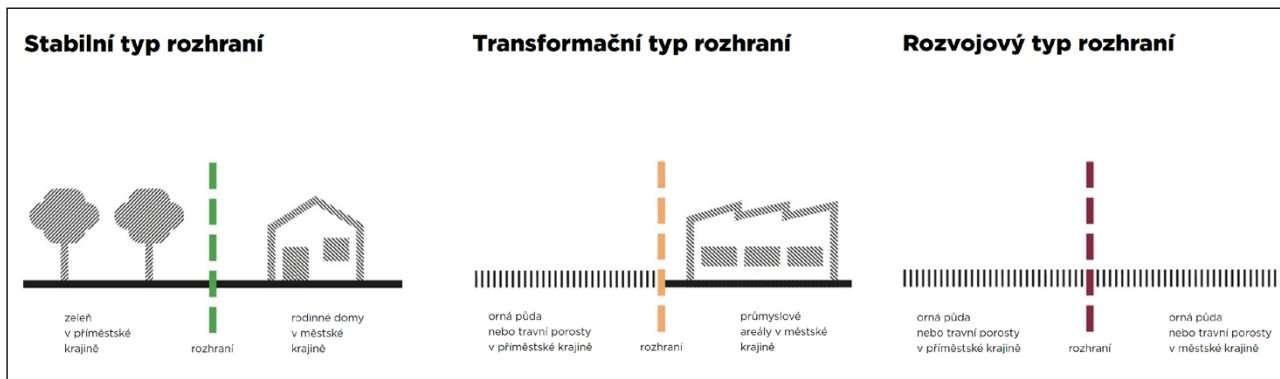 Stabilní typ rozhraní
zeleň
v příměstské
krajině
rozhraní
rodinné domy
v městské
krajině
Transformační typ rozhraní
orná půda
nebo travní porosty
v příměstské krajině
rozhraní
průmyslové
areály v městské
krajině
Rozvojový typ rozhraní
orná půda
nebo travní porosty
v příměstské krajině
rozhraní
orná půda
nebo travní porosty
v městské krajině